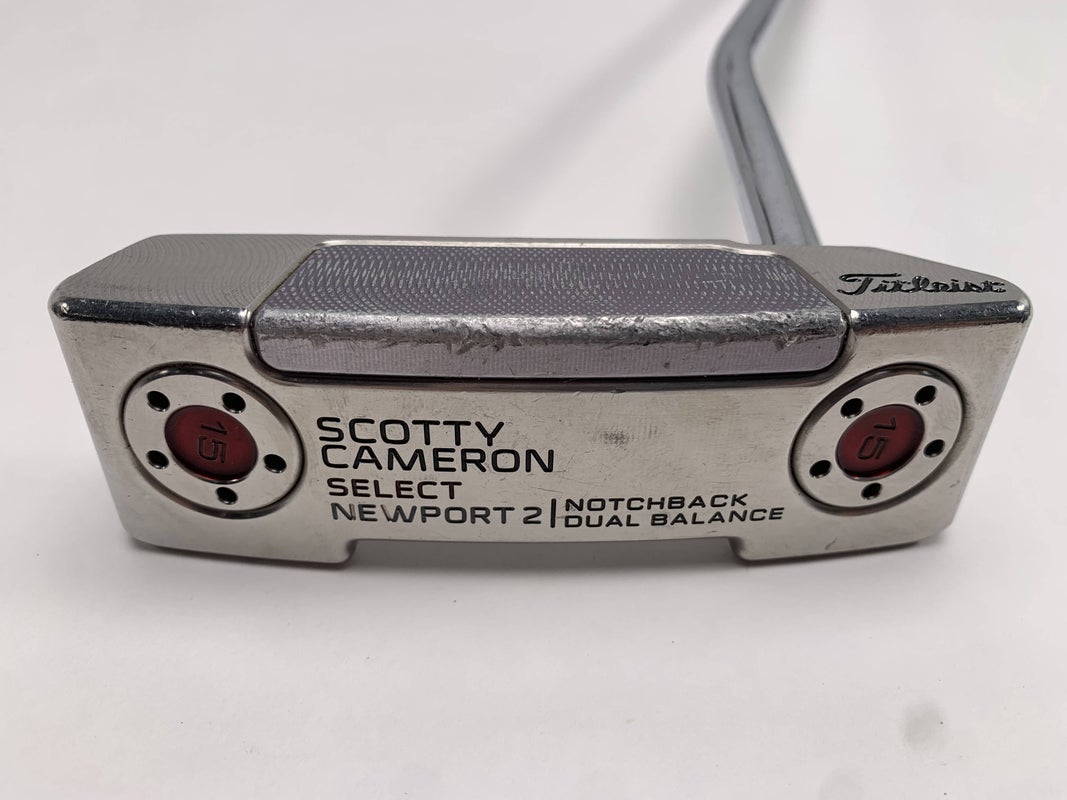 Titleist
15
15
SCOTTY
CAMERON
SELECT
NEWPORT 2 | NOTCHBACK
DUAL BALANCE